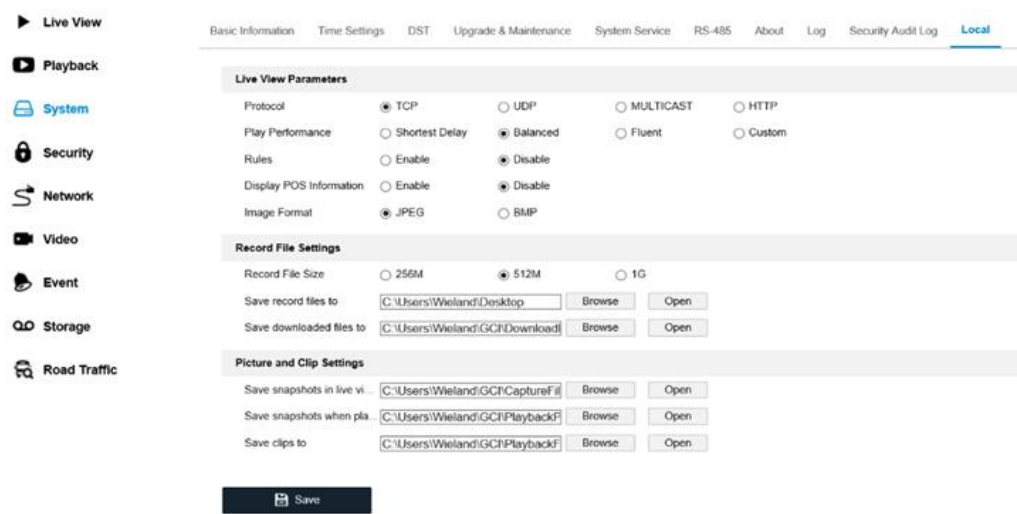 Live View
Playback
System
Security
Network
Video
Event
Storage
Road Traffic
Basic Information Time Settings DST Upgrade & Maintenance System Service RS-485 About Log Security Audit Log Local
Live View Parameters
Protocol TCP UDP MULTICAST HTTP
Play Performance Shortest Delay Balanced Fluent Custom
Rules Enable Disable
Display POS Information Enable Disable
Image Format JPEG BMP
Record File Settings
Record File Size 256M 512M 1G
Save record files to C:\Users\Wieland\Desktop Browse Open
Save downloaded files to C:\Users\Wieland\GCI\Downloadl Browse Open
Picture and Clip Settings
Save snapshots in live vi... C:\Users\Wieland\GCI\CaptureFil Browse Open
Save snapshots when pla... C:\Users\Wieland\GCI\PlaybackP Browse Open
Save clips to C:\Users\Wieland\GCI\PlaybackF Browse Open
Save